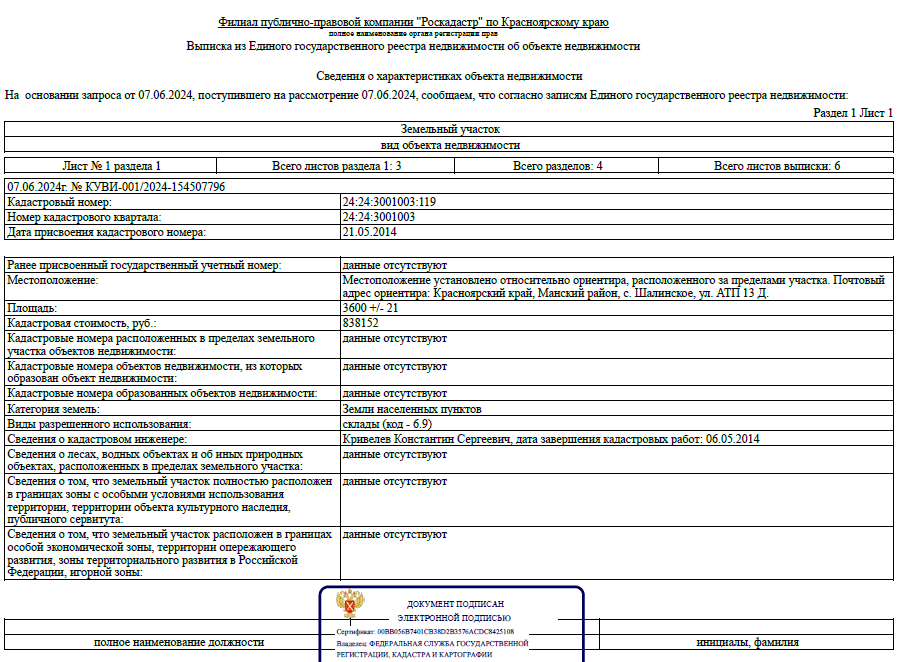 Филиал публично-правовой компании "Роскадастр" по Красноярскому краю
полное наименование органа регистрации прав
Выписка из Единого государственного реестра недвижимости об объекте недвижимости
Сведения о характеристиках объекта недвижимости
На основании запроса от 07.06.2024, поступившего на рассмотрение 07.06.2024, сообщаем, что согласно записям Единого государственного реестра недвижимости:
Раздел 1 Лист 1
Земельный участок
вид объекта недвижимости
Лист № 1 раздела 1 Всего листов раздела 1: 3 Всего разделов: 4 Всего листов выписки: 6
07.06.2024г. № КУВИ-001/2024-154507796
Кадастровый номер: 24:24:3001003:119
Номер кадастрового квартала: 24:24:3001003
Дата присвоения кадастрового номера: 21.05.2014
Ранее присвоенный государственный учетный номер: данные отсутствуют
Местоположение: Местоположение установлено относительно ориентира, расположенного за пределами участка. Почтовый
адрес ориентира: Красноярский край, Манский район, с. Шалинское, ул. АТП 13 Д.
Площадь: 3600 +/- 21
Кадастровая стоимость, руб.: 838152
Кадастровые номера расположенных в пределах земельного данные отсутствуют
участка объектов недвижимости:
Кадастровые номера объектов недвижимости, из которых данные отсутствуют
образован объект недвижимости:
Кадастровые номера образованных объектов недвижимости: данные отсутствуют
Категория земель: Земли населенных пунктов
Виды разрешенного использования: склады (код - 6.9)
Сведения о кадастровом инженере: Кривелев Константин Сергеевич, дата завершения кадастровых работ: 06.05.2014
Сведения о лесах, водных объектах и об иных природных данные отсутствуют
объектах, расположенных в пределах земельного участка:
Сведения о том, что земельный участок полностью расположен данные отсутствуют
в границах зоны с особыми условиями использования
территории, территории объекта культурного наследия,
публичного сервитута:
Сведения о том, что земельный участок расположен в границах данные отсутствуют
особой экономической зоны, территории опережающего
развития, зоны территориального развития в Российской
Федерации, игорной зоны:
ДОКУМЕНТ ПОДПИСАН
ЭЛЕКТРОННОЙ ПОДПИСЬЮ
Сертификат: 00BB056B7401CB38D2B3576ACDC8425108
Владелец: ФЕДЕРАЛЬНАЯ СЛУЖБА ГОСУДАРСТВЕННОЙ
РЕГИСТРАЦИИ, КАДАСТРА И КАРТОГРАФИИ
полное наименование должности инициалы, фамилия